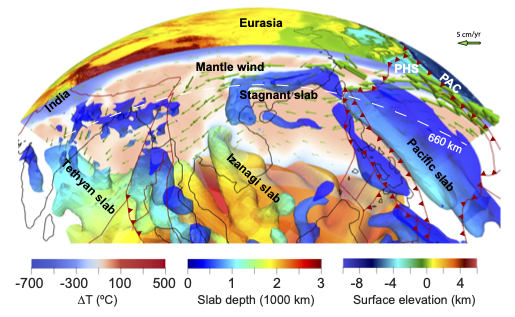 Eurasia
5 cm/yr
Mantle wind
PHS
PAC
India
Stagnant slab
660 km
Tethyan slab
Izanagi slab
Pacific slab
-700 -300 100 500
ΔT (ºC)
0 1 2 3
Slab depth (1000 km)
-8 -4 0 4
Surface elevation (km)